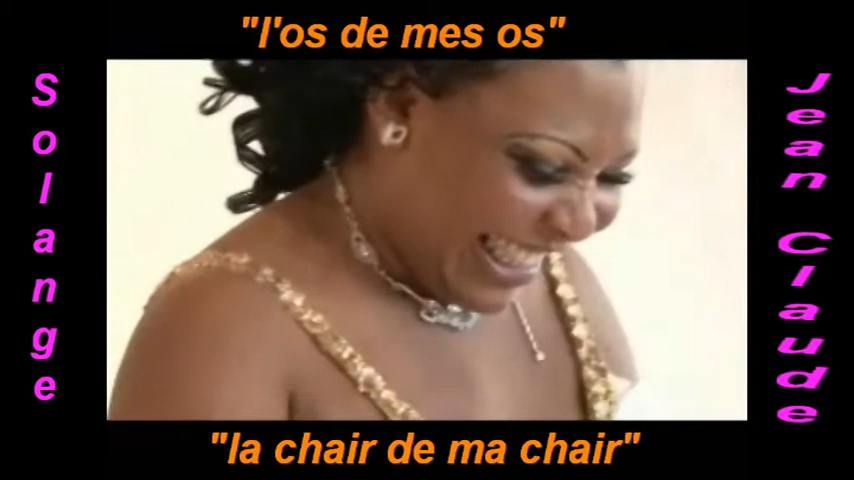 "l'os de mes os"
Solange
Jean Claude
"la chair de ma chair"